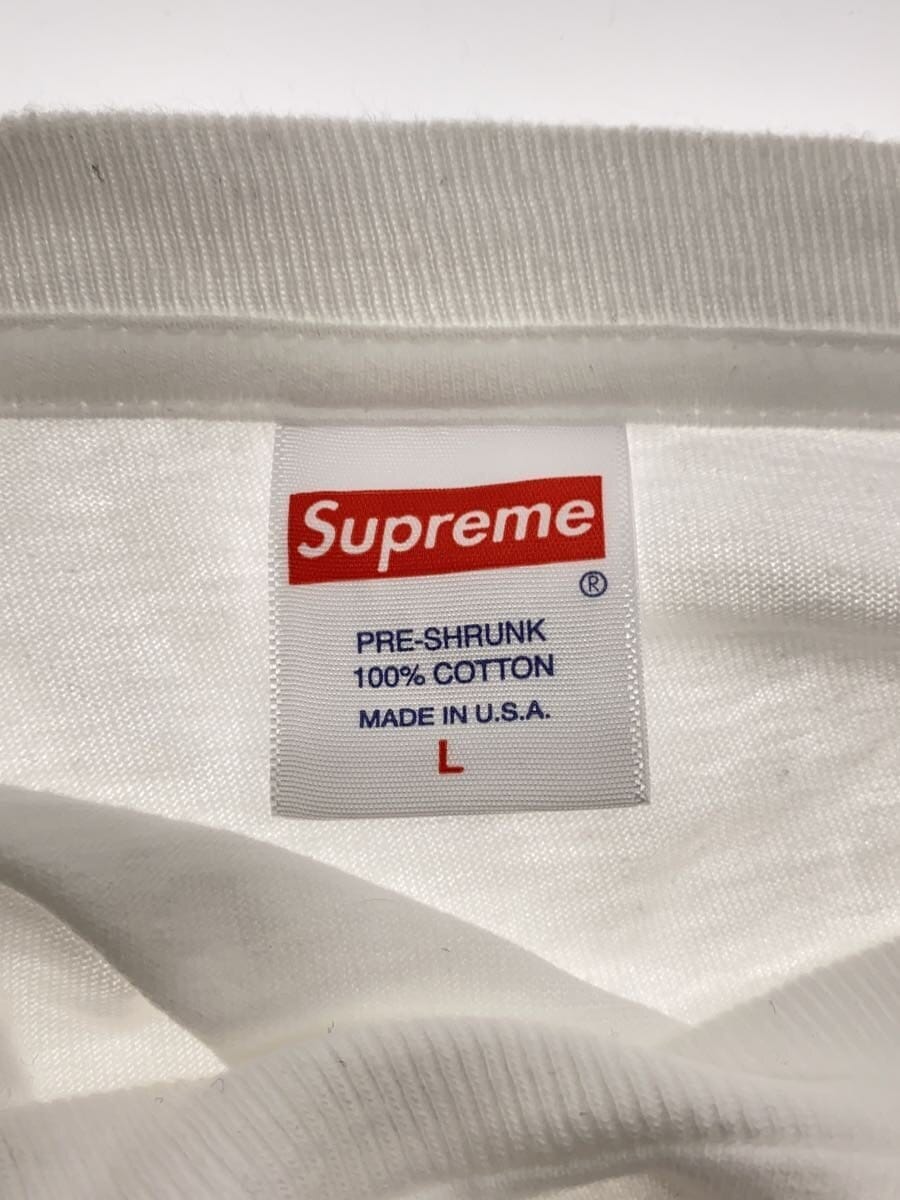 Supreme
®
PRE-SHRUNK
100% COTTON
MADE IN U.S.A.
L